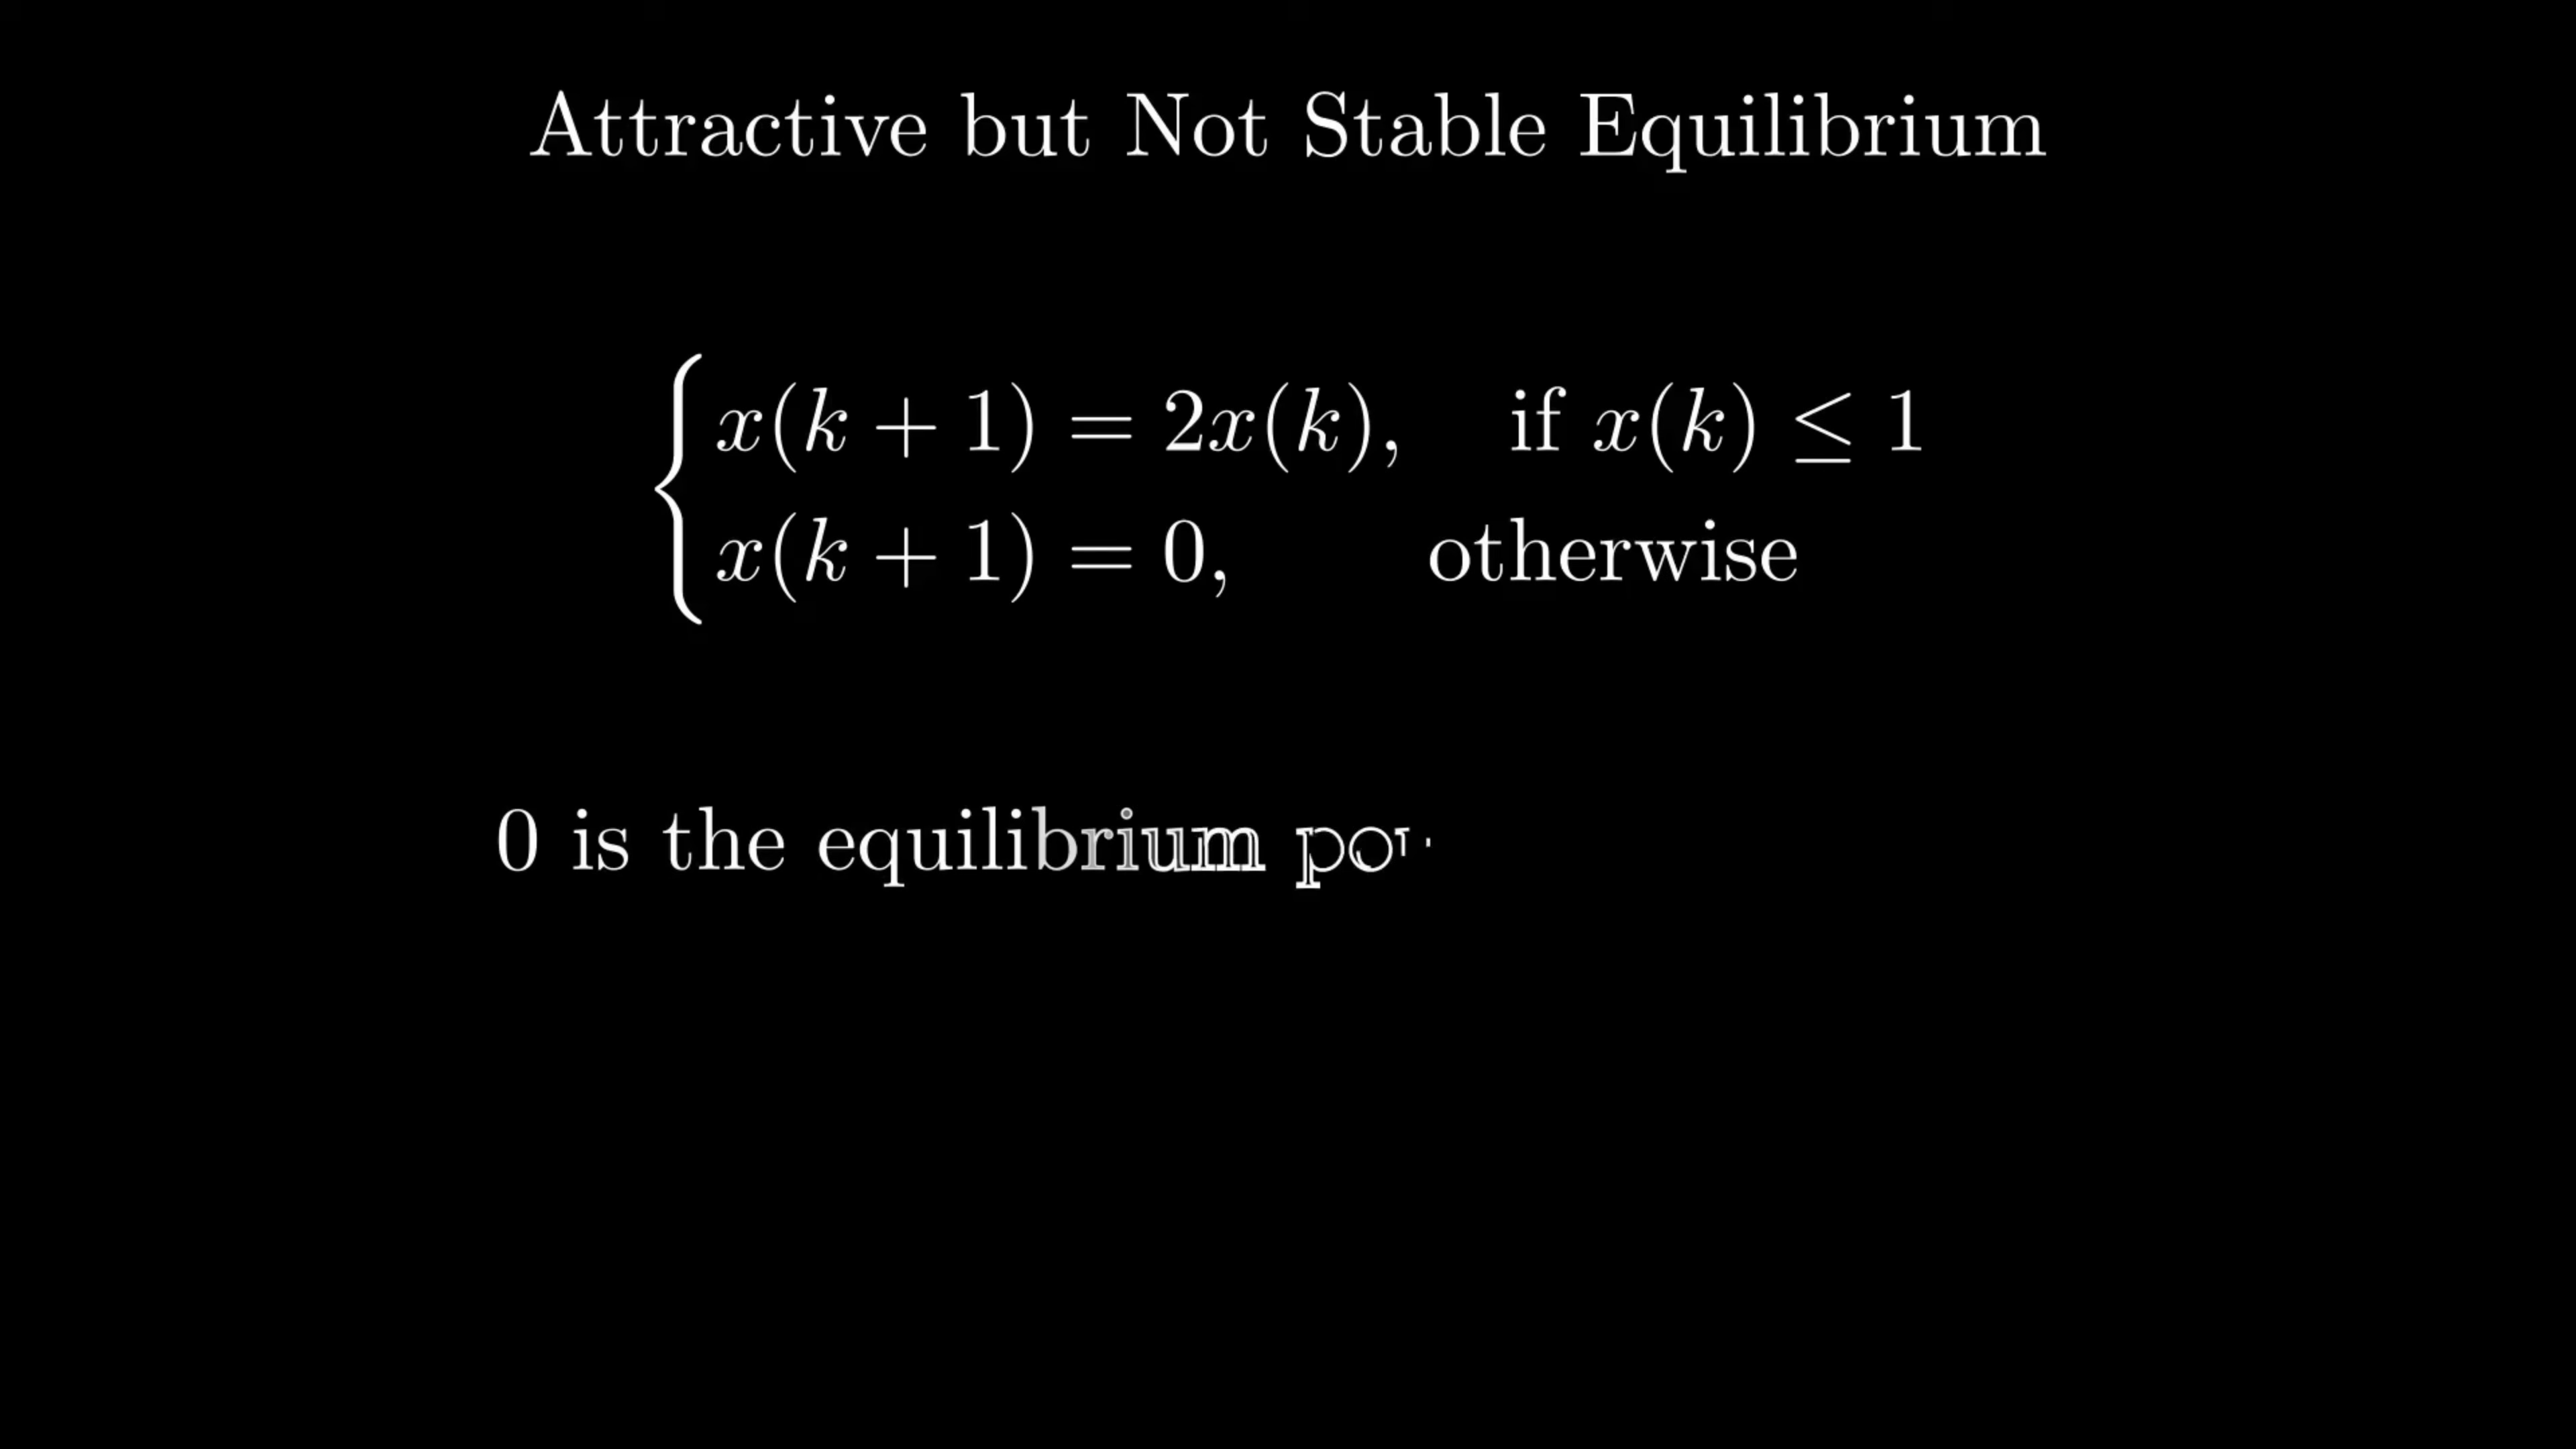 Attractive but Not Stable Equilibrium
x(k + 1) = 2x(k), if x(k) ≤ 1
x(k + 1) = 0, otherwise
0 is the equilibrium